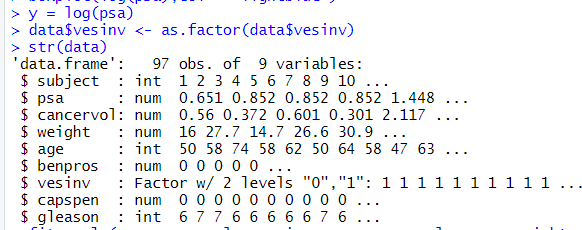 > y = log(psa)
> data$vesinv <- as.factor(data$vesinv)
> str(data)
'data.frame':   97 obs. of  9 variables:
 $ subject  : int  1 2 3 4 5 6 7 8 9 10 ...
 $ psa      : num  0.651 0.852 0.852 0.852 1.448 ...
 $ cancervol: num  0.56 0.372 0.601 0.301 2.117 ...
 $ weight   : num  16 27.7 14.7 26.6 30.9 ...
 $ age      : int  50 58 74 58 62 50 64 58 47 63 ...
 $ benpros  : num  0 0 0 0 0 ...
 $ vesinv   : Factor w/ 2 levels "0","1": 1 1 1 1 1 1 1 1 1 1 ...
 $ capspen  : num  0 0 0 0 0 0 0 0 0 0 ...
 $ gleason  : int  6 7 7 6 6 6 6 6 7 6 ...